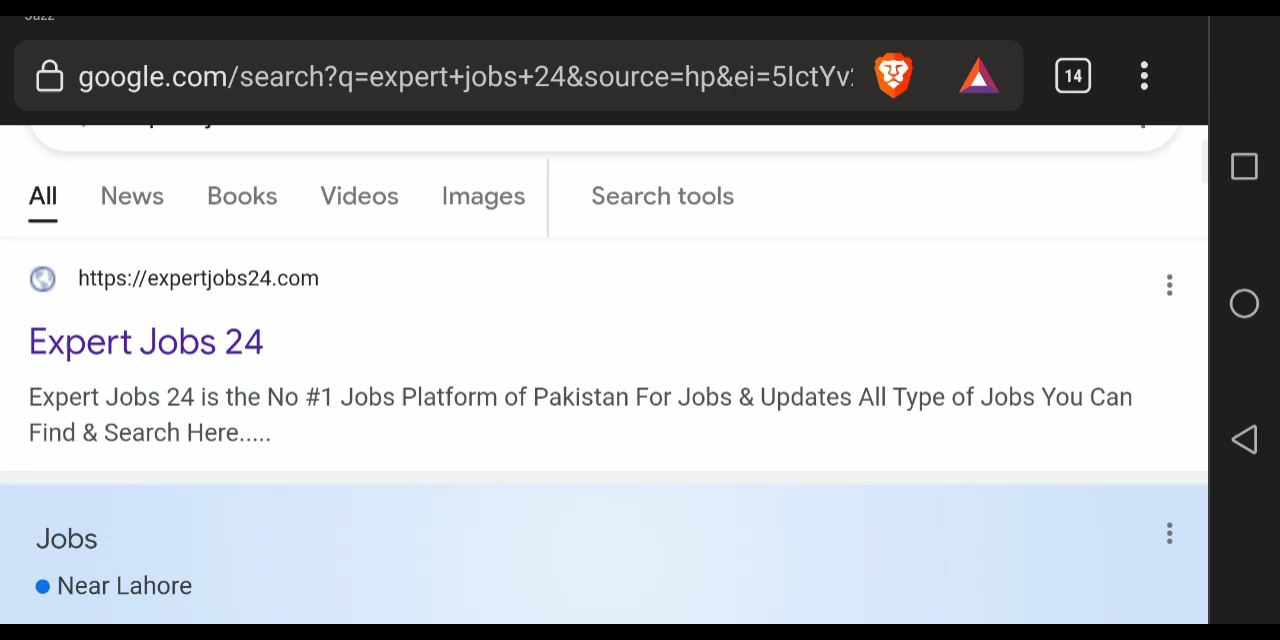 Jazz
google.com/search?q=expert+jobs+24&source=hp&ei=5IctYv
14
All News Books Videos Images Search tools
https://expertjobs24.com
Expert Jobs 24
Expert Jobs 24 is the No #1 Jobs Platform of Pakistan For Jobs & Updates All Type of Jobs You Can
Find & Search Here.....
Jobs
Near Lahore